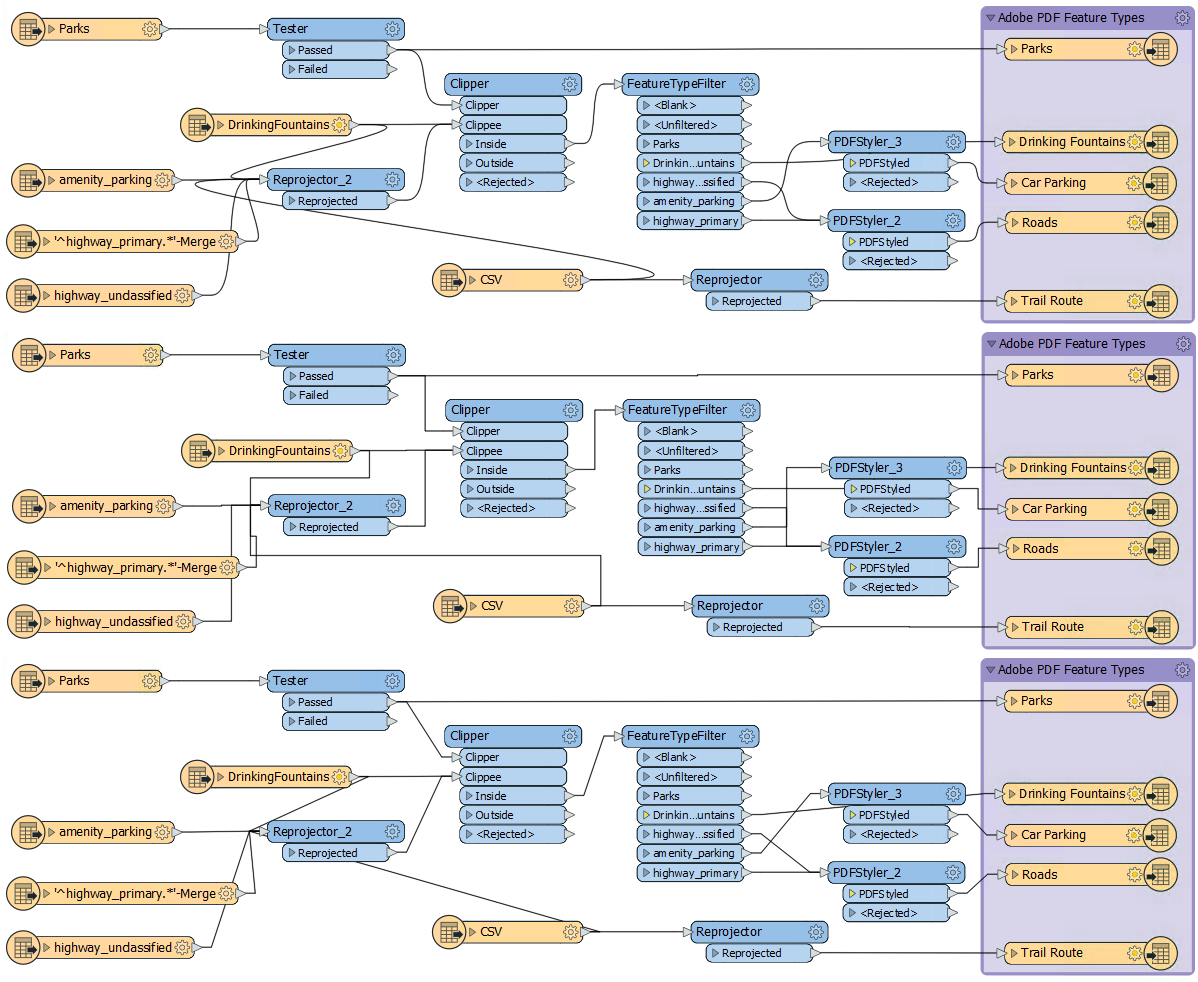 Parks
Tester
Adobe PDF Feature Types
Passed
Parks
Failed
Clipper
FeatureTypeFilter
Clipper
<Blank>
DrinkingFountains
Clippee
<Unfiltered>
Inside
Parks
PDFStyler_3
Drinking Fountains
Outside
Drinkin...untains
PDFStyled
amenity_parking
Reprojector_2
<Rejected>
highway...ssified
<Rejected>
Car Parking
Reprojected
amenity_parking
highway_primary
PDFStyler_2
Roads
'^highway_primary.*'-Merge
PDFStyled
<Rejected>
CSV
Reprojector
highway_unclassified
Reprojected
Trail Route
Parks
Tester
Adobe PDF Feature Types
Passed
Parks
Failed
Clipper
FeatureTypeFilter
Clipper
<Blank>
DrinkingFountains
Clippee
<Unfiltered>
Inside
Parks
PDFStyler_3
Drinking Fountains
Outside
Drinkin...untains
PDFStyled
amenity_parking
Reprojector_2
<Rejected>
highway...ssified
<Rejected>
Car Parking
Reprojected
amenity_parking
highway_primary
PDFStyler_2
Roads
'^highway_primary.*'-Merge
PDFStyled
<Rejected>
CSV
Reprojector
highway_unclassified
Reprojected
Trail Route
Parks
Tester
Adobe PDF Feature Types
Passed
Parks
Failed
Clipper
FeatureTypeFilter
Clipper
<Blank>
DrinkingFountains
Clippee
<Unfiltered>
Inside
Parks
PDFStyler_3
Drinking Fountains
Outside
Drinkin...untains
PDFStyled
amenity_parking
Reprojector_2
<Rejected>
highway...ssified
<Rejected>
Car Parking
Reprojected
amenity_parking
highway_primary
PDFStyler_2
Roads
'^highway_primary.*'-Merge
PDFStyled
<Rejected>
CSV
Reprojector
highway_unclassified
Reprojected
Trail Route